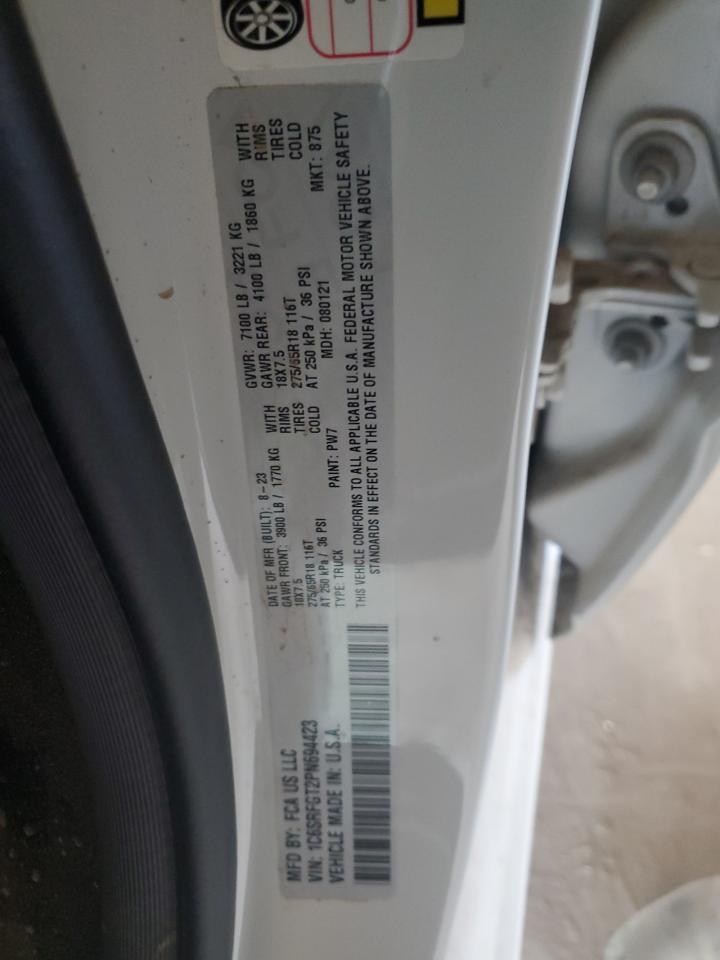 MFD BY: FCA US LLC
DATE OF MFR (BUILT): 8-23 GVWR: 7100 LB / 3221 KG
GAWR FRONT: 3900 LB / 1770 KG WITH GAWR REAR: 4100 LB / 1860 KG WITH
18X7.5 RIMS 18X7.5 RIMS
275/65R18 116T TIRES 275/65R18 116T TIRES
AT 250 kPa / 36 PSI COLD AT 250 kPa / 36 PSI COLD
VIN: 1C6SRFGT2PN694423
TYPE: TRUCK PAINT: PW7 MDH: 080121 MKT: 875
VEHICLE MADE IN: U.S.A.
THIS VEHICLE CONFORMS TO ALL APPLICABLE U.S.A. FEDERAL MOTOR VEHICLE SAFETY
STANDARDS IN EFFECT ON THE DATE OF MANUFACTURE SHOWN ABOVE.